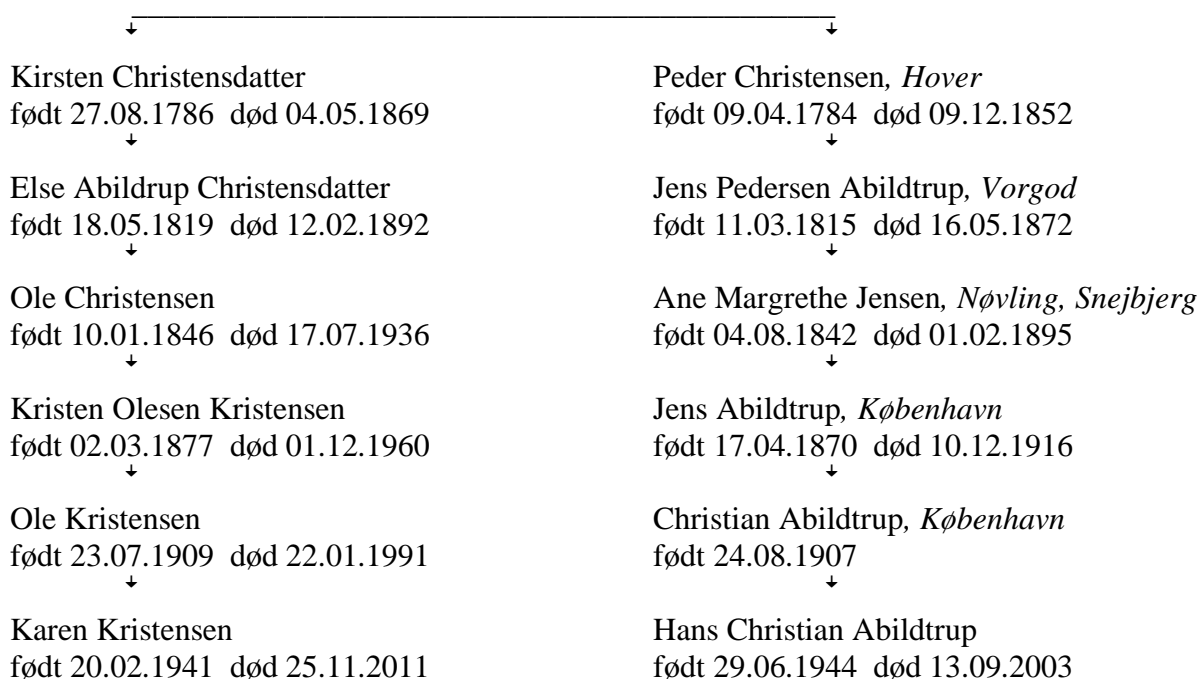 Kirsten Christensdatter
født 27.08.1786 død 04.05.1869
Else Abildrup Christensdatter
født 18.05.1819 død 12.02.1892
Ole Christensen
født 10.01.1846 død 17.07.1936
Kristen Olesen Kristensen
født 02.03.1877 død 01.12.1960
Ole Kristensen
født 23.07.1909 død 22.01.1991
Karen Kristensen
født 20.02.1941 død 25.11.2011
Peder Christensen, Hover
født 09.04.1784 død 09.12.1852
Jens Pedersen Abildtrup, Vorgod
født 11.03.1815 død 16.05.1872
Ane Margrethe Jensen, Nøvling, Snejbjerg
født 04.08.1842 død 01.02.1895
Jens Abildtrup, København
født 17.04.1870 død 10.12.1916
Christian Abildtrup, København
født 24.08.1907
Hans Christian Abildtrup
født 29.06.1944 død 13.09.2003